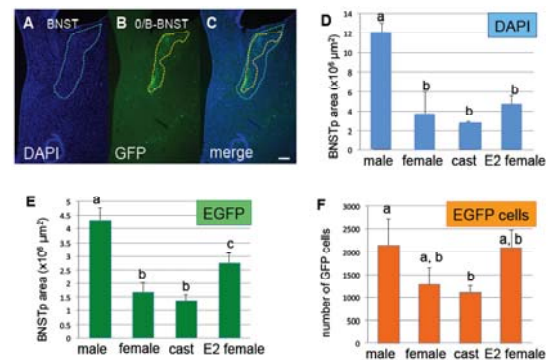 A BNST B 0/B-BNST C
DAPI GFP merge
D DAPI
BNSTp area (x10⁶ µm²)
14
12
10
8
6
4
2
0
a b b b
male female cast E2 female
E EGFP
BNSTp area (x10⁶ µm²)
5
4.5
4
3.5
3
2.5
2
1.5
1
0.5
0
a b b c
male female cast E2 female
F EGFP cells
number of GFP cells
3000
2500
2000
1500
1000
500
0
a a, b b a, b
male female cast E2 female